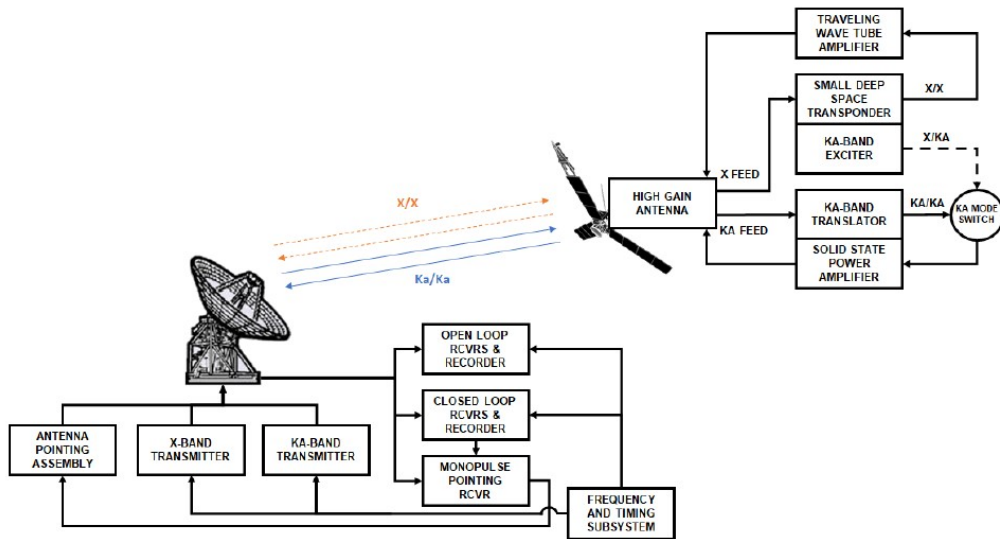 TRAVELING
WAVE TUBE
AMPLIFIER
SMALL DEEP
SPACE
TRANSPONDER
X/X
KA-BAND
EXCITER
X/KA
X FEED
HIGH GAIN
ANTENNA
KA FEED
KA-BAND
TRANSLATOR
KA/KA
KA MODE
SWITCH
SOLID STATE
POWER
AMPLIFIER
X/X
Ka/Ka
OPEN LOOP
RCVRS &
RECORDER
CLOSED LOOP
RCVRS &
RECORDER
ANTENNA
POINTING
ASSEMBLY
X-BAND
TRANSMITTER
KA-BAND
TRANSMITTER
MONOPULSE
POINTING
RCVR
FREQUENCY
AND TIMING
SUBSYSTEM